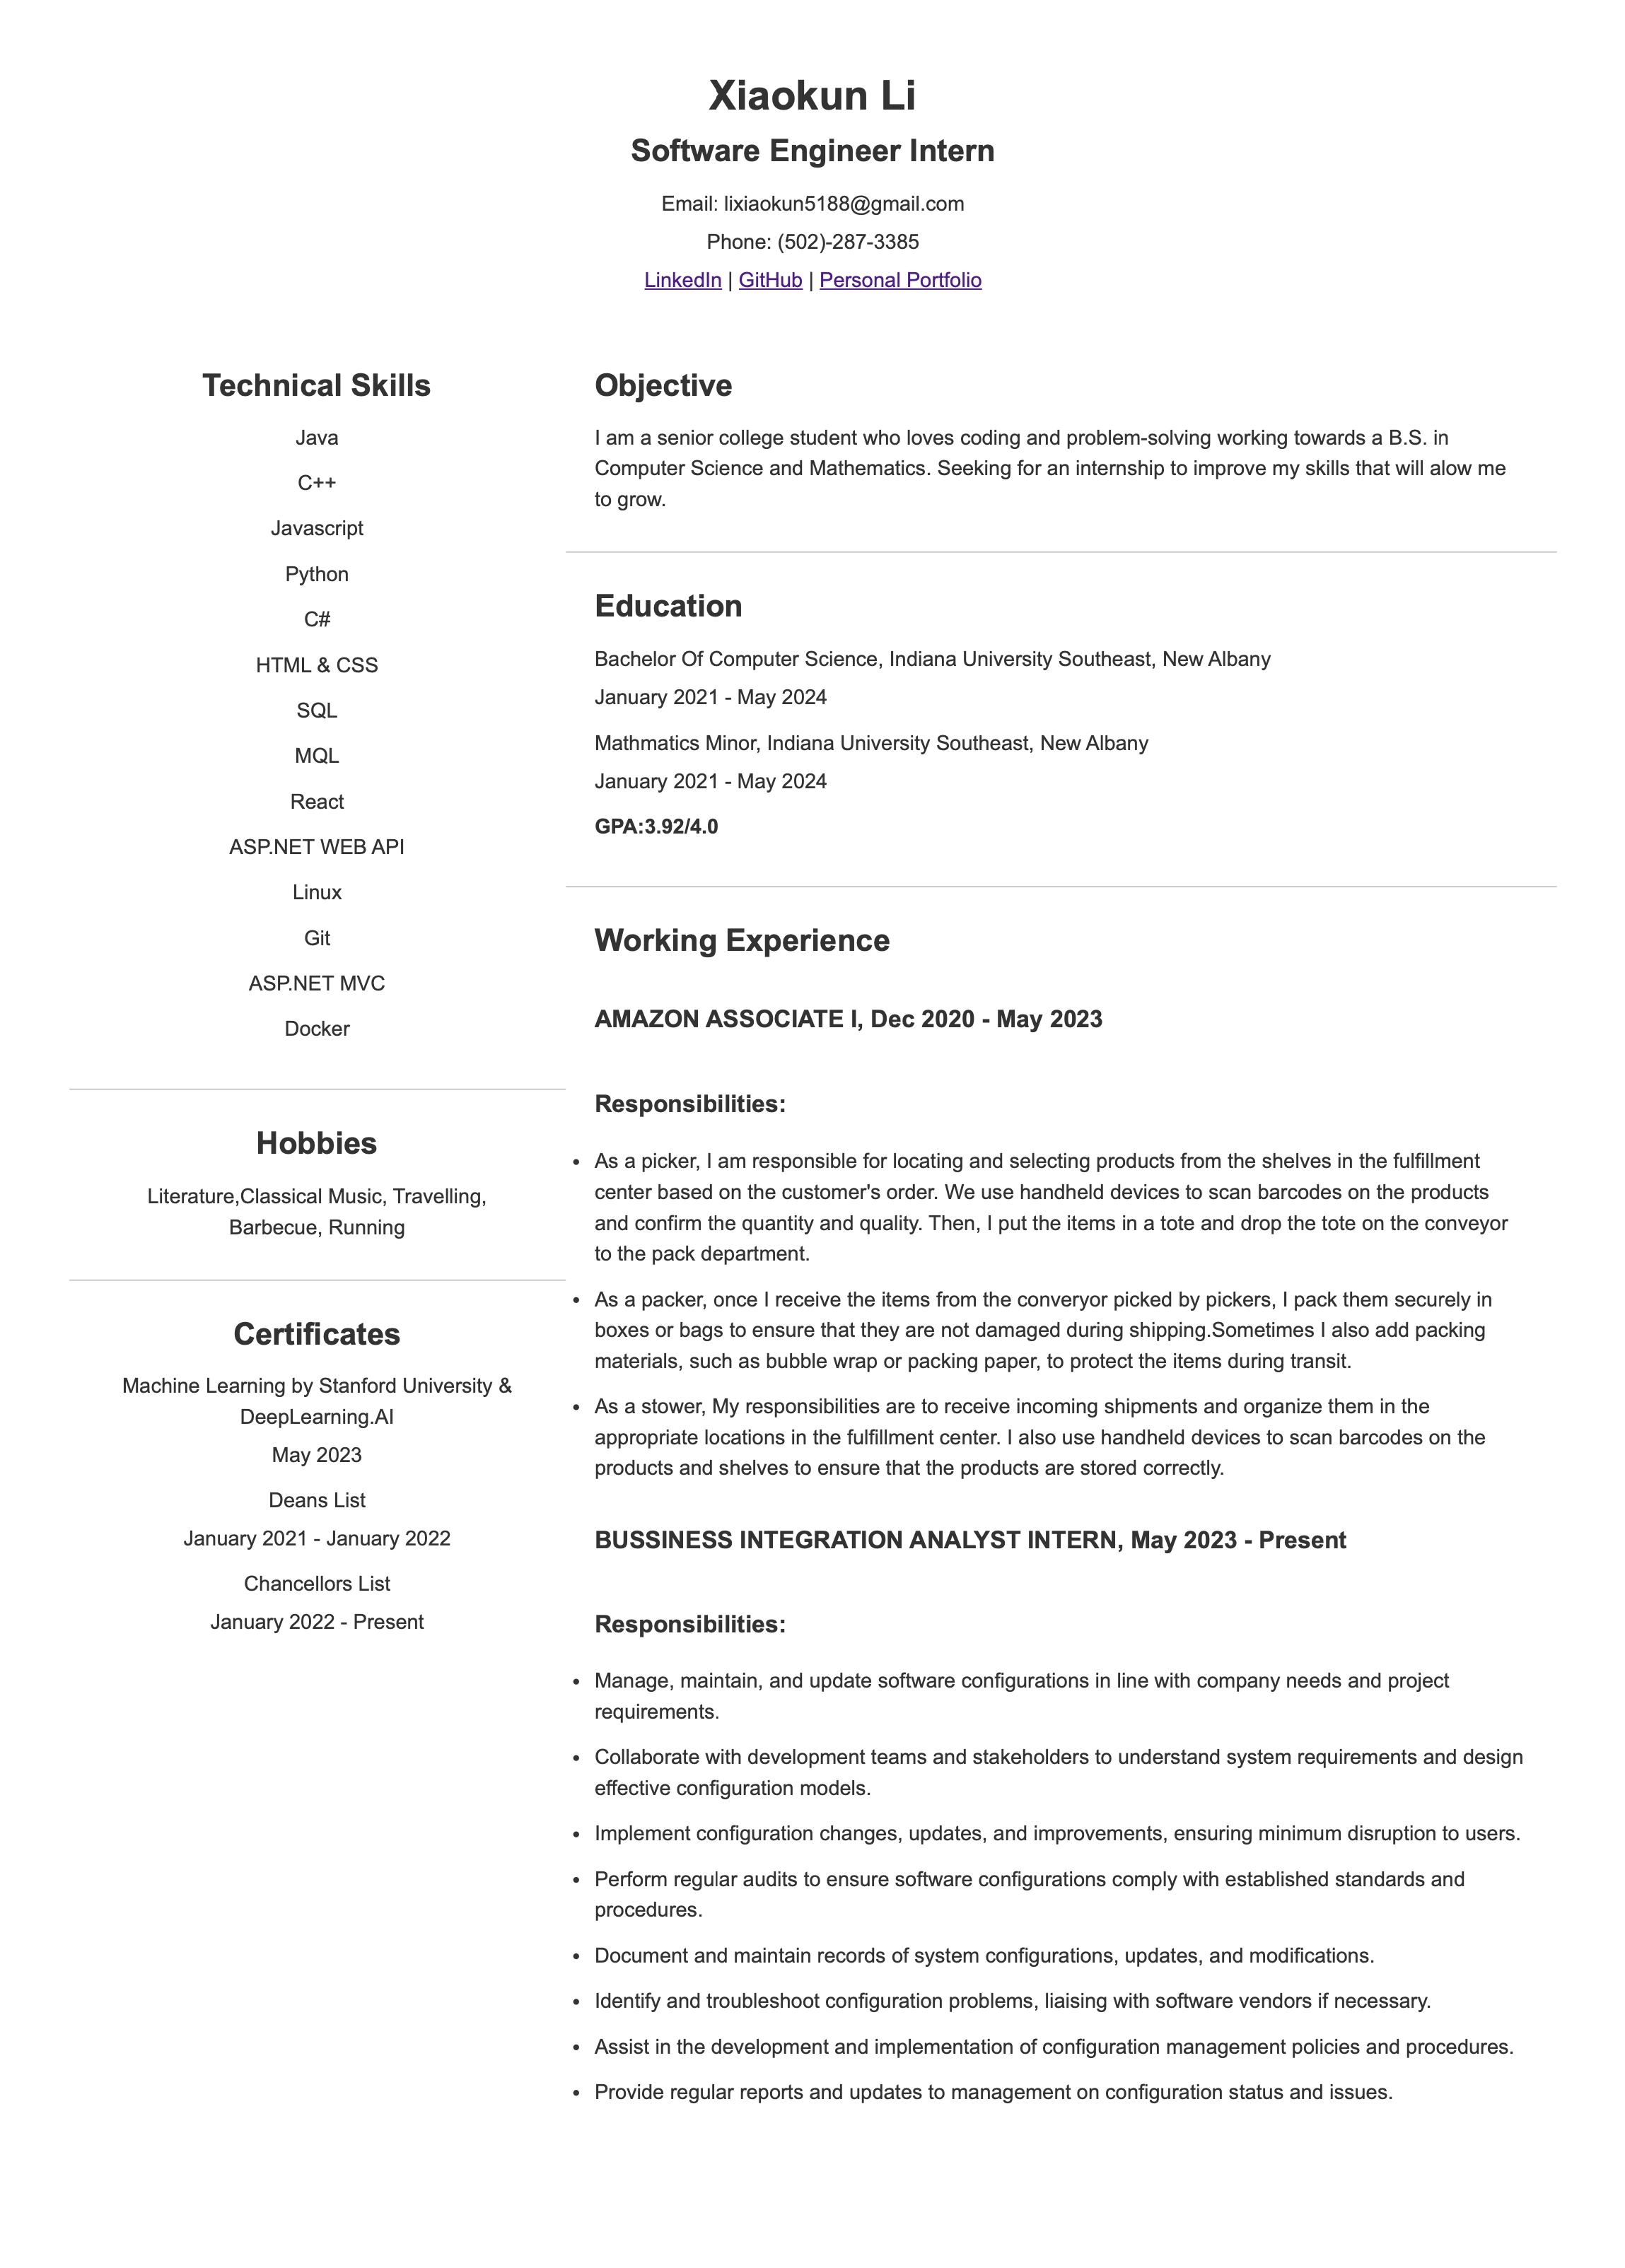 Xiaokun Li
Software Engineer Intern
Email: lixiaokun5188@gmail.com
Phone: (502)-287-3385
LinkedIn | GitHub | Personal Portfolio
Technical Skills
Java
C++
Javascript
Python
C#
HTML & CSS
SQL
MQL
React
ASP.NET WEB API
Linux
Git
ASP.NET MVC
Docker
Hobbies
Literature,Classical Music, Travelling,
Barbecue, Running
Certificates
Machine Learning by Stanford University &
DeepLearning.AI
May 2023
Deans List
January 2021 - January 2022
Chancellors List
January 2022 - Present
Objective
I am a senior college student who loves coding and problem-solving working towards a B.S. in
Computer Science and Mathematics. Seeking for an internship to improve my skills that will alow me
to grow.
Education
Bachelor Of Computer Science, Indiana University Southeast, New Albany
January 2021 - May 2024
Mathmatics Minor, Indiana University Southeast, New Albany
January 2021 - May 2024
GPA:3.92/4.0
Working Experience
AMAZON ASSOCIATE I, Dec 2020 - May 2023
Responsibilities:
• As a picker, I am responsible for locating and selecting products from the shelves in the fulfillment
center based on the customer's order. We use handheld devices to scan barcodes on the products
and confirm the quantity and quality. Then, I put the items in a tote and drop the tote on the conveyor
to the pack department.
• As a packer, once I receive the items from the converyor picked by pickers, I pack them securely in
boxes or bags to ensure that they are not damaged during shipping.Sometimes I also add packing
materials, such as bubble wrap or packing paper, to protect the items during transit.
• As a stower, My responsibilities are to receive incoming shipments and organize them in the
appropriate locations in the fulfillment center. I also use handheld devices to scan barcodes on the
products and shelves to ensure that the products are stored correctly.
BUSSINESS INTEGRATION ANALYST INTERN, May 2023 - Present
Responsibilities:
• Manage, maintain, and update software configurations in line with company needs and project
requirements.
• Collaborate with development teams and stakeholders to understand system requirements and design
effective configuration models.
• Implement configuration changes, updates, and improvements, ensuring minimum disruption to users.
• Perform regular audits to ensure software configurations comply with established standards and
procedures.
• Document and maintain records of system configurations, updates, and modifications.
• Identify and troubleshoot configuration problems, liaising with software vendors if necessary.
• Assist in the development and implementation of configuration management policies and procedures.
• Provide regular reports and updates to management on configuration status and issues.